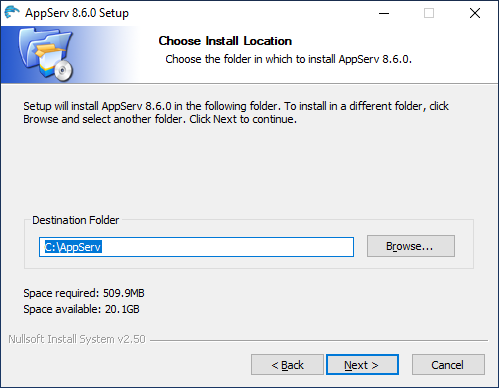 AppServ 8.6.0 Setup
Choose Install Location
Choose the folder in which to install AppServ 8.6.0.
Setup will install AppServ 8.6.0 in the following folder. To install in a different folder, click
Browse and select another folder. Click Next to continue.
Destination Folder
C:\AppServ
Browse...
Space required: 509.9MB
Space available: 20.1GB
Nullsoft Install System v2.50
< Back
Next >
Cancel